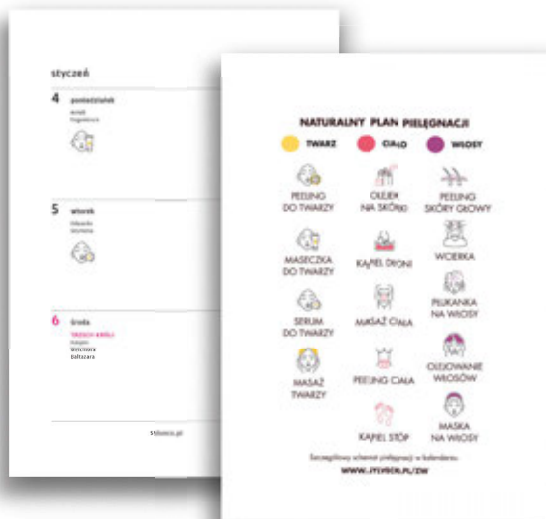 styczeń
4 poniedziałek
5 wtorek
6 środa
TRZECH KRÓLI
Kacpra
Melchiora
Baltazara
NATURALNY PLAN PIELĘGNACJI
TWARZ CIAŁO WŁOSY
PEELING
DO TWARZY
OLEJEK
NA SKÓRKI
PEELING
SKÓRY GŁOWY
MASECZKA
DO TWARZY
KĄPIEL DŁONI
WCIERKA
SERUM
DO TWARZY
MASAŻ CIAŁA
PŁUKANKA
NA WŁOSY
MASAŻ
TWARZY
PEELING CIAŁA
OLEJOWANIE
WŁOSÓW
KĄPIEL STÓP
MASKA
NA WŁOSY
Szczegółowy schemat pielęgnacji w kalendarzu